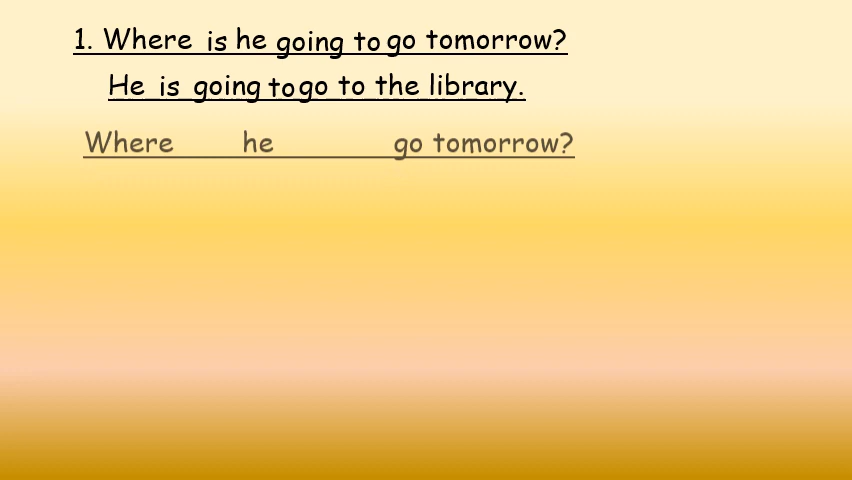 1. Where is he going to go tomorrow?
He is going to go to the library.
Where he go tomorrow?